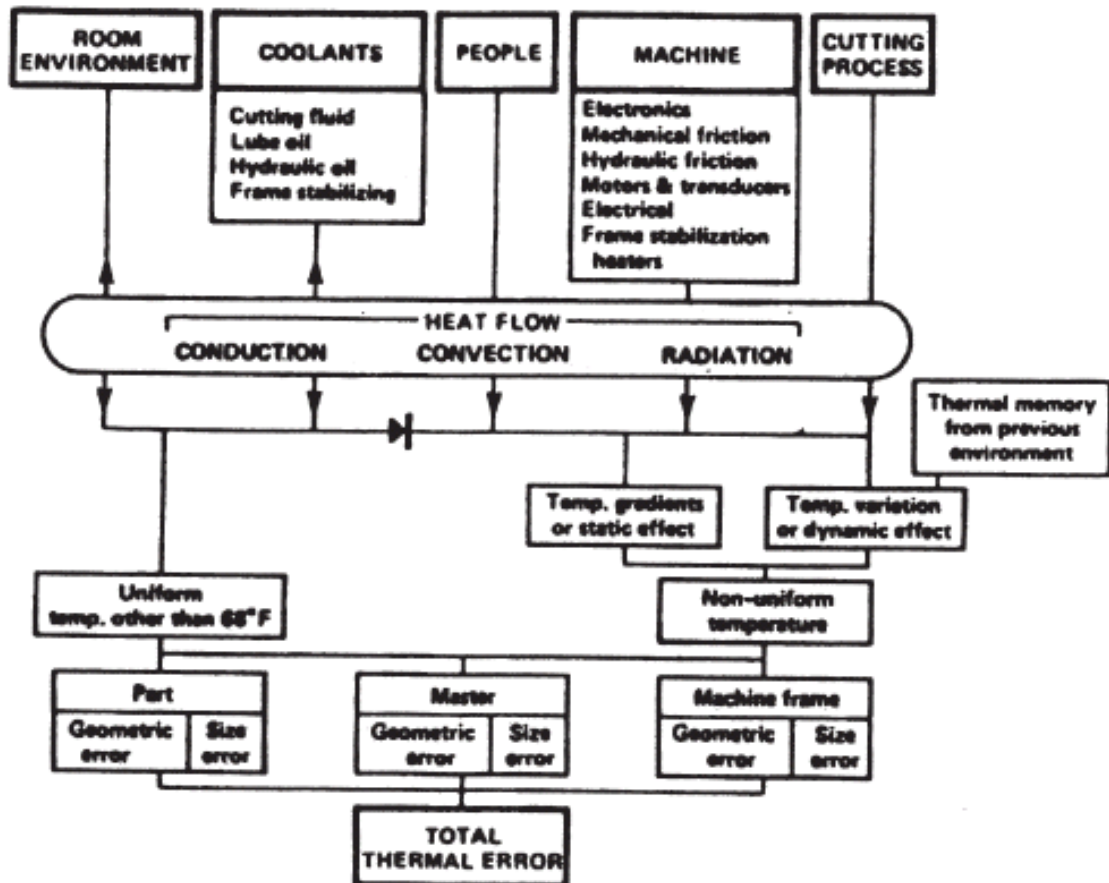 ROOM
ENVIRONMENT
COOLANTS
Cutting fluid
Lube oil
Hydraulic oil
Frame stabilizing
PEOPLE
MACHINE
Electronics
Mechanical friction
Hydraulic friction
Motors & transducers
Electrical
Frame stabilization
heaters
CUTTING
PROCESS
HEAT FLOW
CONDUCTION CONVECTION RADIATION
Thermal memory
from previous
environment
Temp. gradients
or static effect
Temp. variation
or dynamic effect
Uniform
temp. other than 68°F
Non-uniform
temperature
Part
Geometric
error
Size
error
Master
Geometric
error
Size
error
Machine frame
Geometric
error
Size
error
TOTAL
THERMAL ERROR